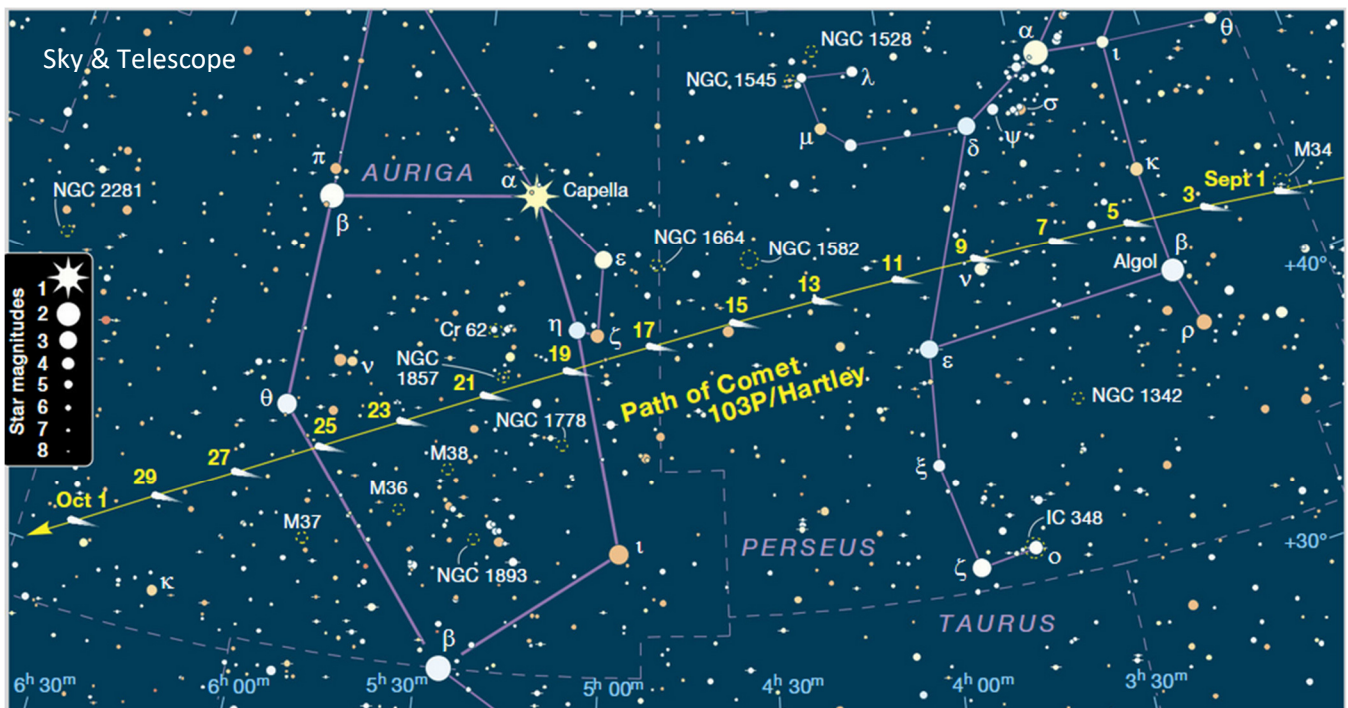 Sky & Telescope
α
ι
θ
NGC 1528
NGC 1545
λ
σ
ψ
μ
δ
M34
π
AURIGA
α
Capella
κ
Sept 1
NGC 2281
β
3
5
7
9
ν
β
Algol
+40°
ε
NGC 1664
NGC 1582
11
13
15
17
19
21
23
25
27
29
Oct 1
Star magnitudes
1
2
3
4
5
6
7
8
Cr 62
η
ζ
ρ
ε
NGC
1857
ν
θ
Path of Comet
103P/Hartley
NGC 1342
NGC 1778
M38
M36
M37
ξ
IC 348
ο
ζ
+30°
NGC 1893
ι
PERSEUS
κ
β
TAURUS
6ʰ 30ᵐ
6ʰ 00ᵐ
5ʰ 30ᵐ
5ʰ 00ᵐ
4ʰ 30ᵐ
4ʰ 00ᵐ
3ʰ 30ᵐ